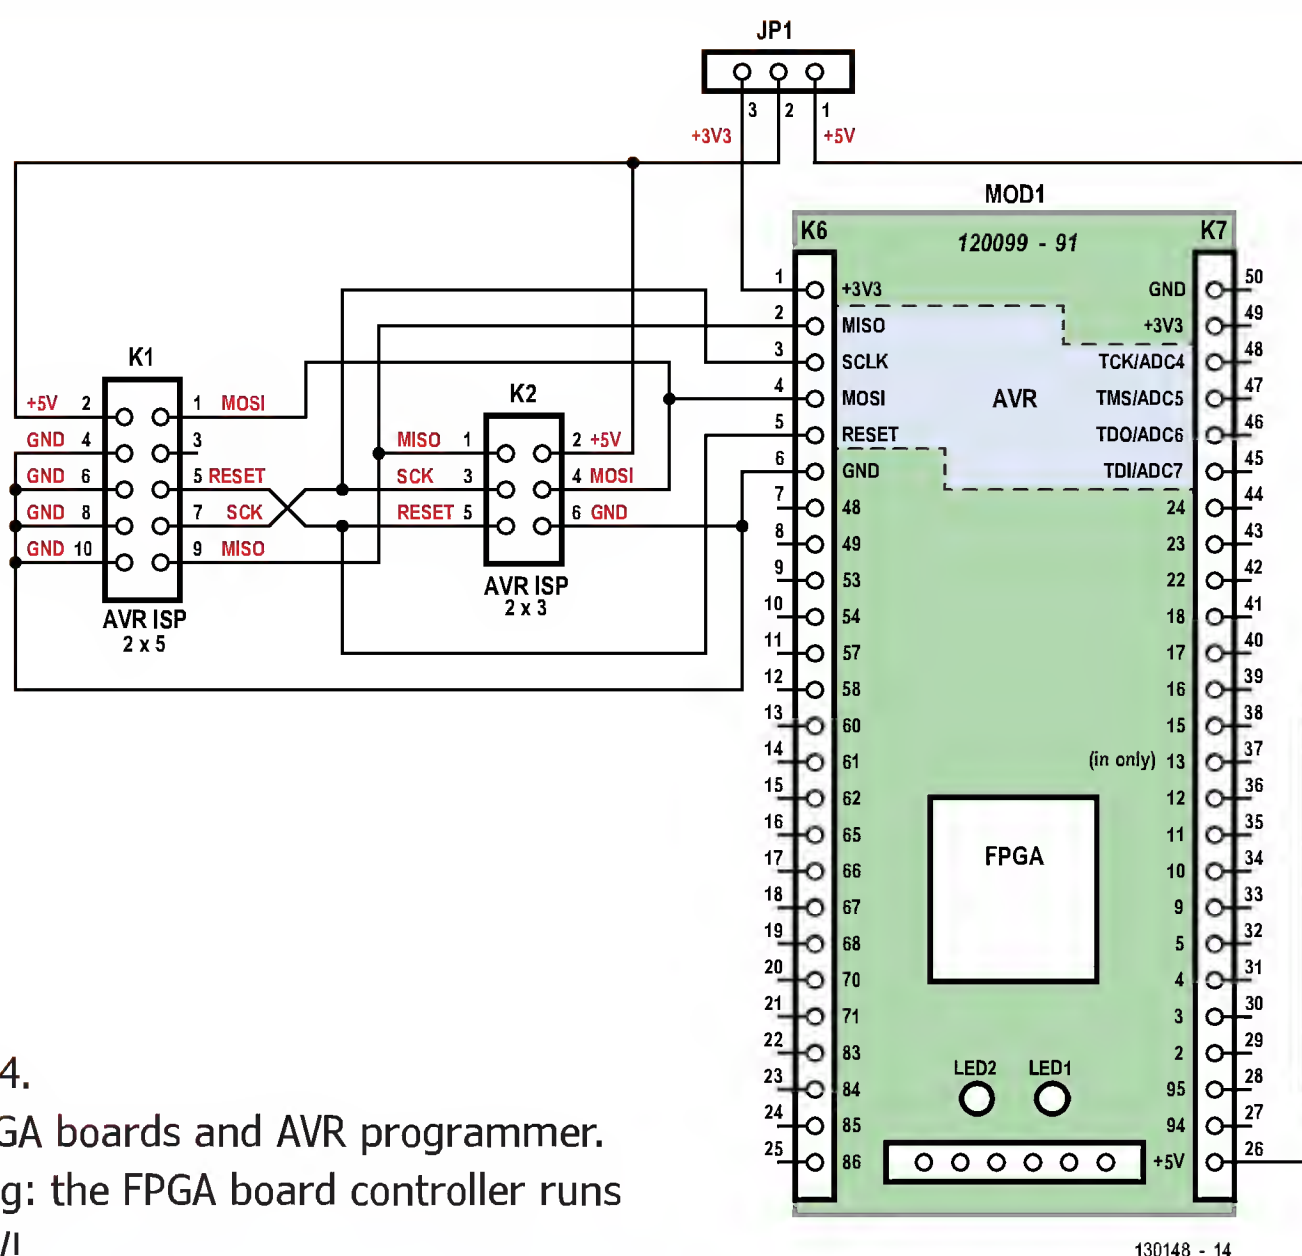 JP1
3 2 1
+3V3 +5V
MOD1
K6 K7
120099 - 91
1 +3V3 GND 50
2 MISO +3V3 49
3 SCLK TCK/ADC4 48
4 MOSI AVR TMS/ADC5 47
5 RESET TDO/ADC6 46
6 GND TDI/ADC7 45
7 48 24 44
8 49 23 43
9 53 22 42
10 54 18 41
11 57 17 40
12 58 16 39
13 60 15 38
14 61 (in only) 13 37
15 62 12 36
16 65 11 35
17 66 FPGA 10 34
18 67 9 33
19 68 5 32
20 70 4 31
21 71 3 30
22 83 2 29
23 84 LED2 LED1 95 28
24 85 94 27
25 86 +5V 26
K1
+5V 2 1 MOSI
GND 4 3
GND 6 5 RESET
GND 8 7 SCK
GND 10 9 MISO
AVR ISP
2 x 5
K2
MISO 1 2 +5V
SCK 3 4 MOSI
RESET 5 6 GND
AVR ISP
2 x 3
4.
GA boards and AVR programmer.
g: the FPGA board controller runs
130148 - 14